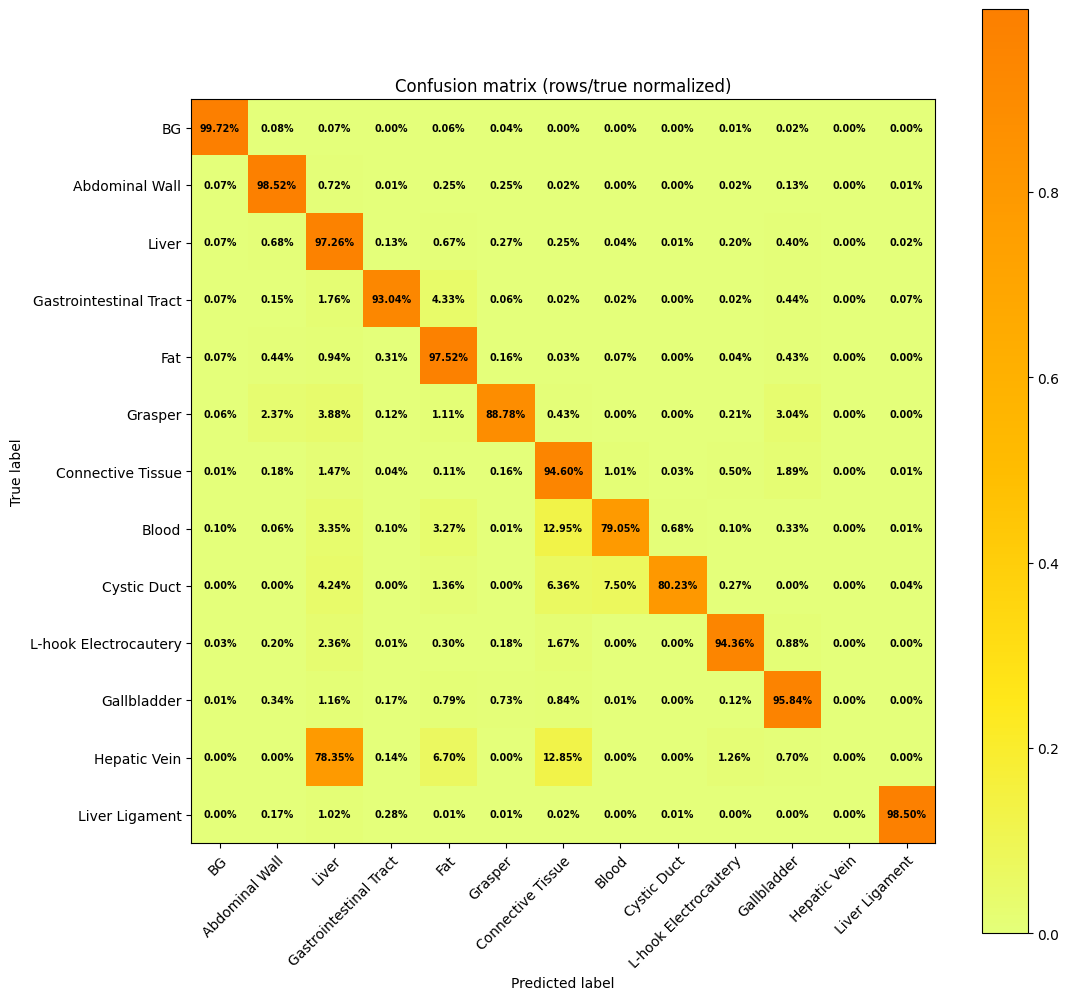 Confusion matrix (rows/true normalized)
BG 99.72% 0.08% 0.07% 0.00% 0.06% 0.04% 0.00% 0.00% 0.00% 0.01% 0.02% 0.00% 0.00%
Abdominal Wall 0.07% 98.52% 0.72% 0.01% 0.25% 0.25% 0.02% 0.00% 0.00% 0.02% 0.13% 0.00% 0.01%
Liver 0.07% 0.68% 97.26% 0.13% 0.67% 0.27% 0.25% 0.04% 0.01% 0.20% 0.40% 0.00% 0.02%
Gastrointestinal Tract 0.07% 0.15% 1.76% 93.04% 4.33% 0.06% 0.02% 0.02% 0.00% 0.02% 0.44% 0.00% 0.07%
Fat 0.07% 0.44% 0.94% 0.31% 97.52% 0.16% 0.03% 0.07% 0.00% 0.04% 0.43% 0.00% 0.00%
Grasper 0.06% 2.37% 3.88% 0.12% 1.11% 88.78% 0.43% 0.00% 0.00% 0.21% 3.04% 0.00% 0.00%
Connective Tissue 0.01% 0.18% 1.47% 0.04% 0.11% 0.16% 94.60% 1.01% 0.03% 0.50% 1.89% 0.00% 0.01%
Blood 0.10% 0.06% 3.35% 0.10% 3.27% 0.01% 12.95% 79.05% 0.68% 0.10% 0.33% 0.00% 0.01%
Cystic Duct 0.00% 0.00% 4.24% 0.00% 1.36% 0.00% 6.36% 7.50% 80.23% 0.27% 0.00% 0.00% 0.04%
L-hook Electrocautery 0.03% 0.20% 2.36% 0.01% 0.30% 0.18% 1.67% 0.00% 0.00% 94.36% 0.88% 0.00% 0.00%
Gallbladder 0.01% 0.34% 1.16% 0.17% 0.79% 0.73% 0.84% 0.01% 0.00% 0.12% 95.84% 0.00% 0.00%
Hepatic Vein 0.00% 0.00% 78.35% 0.14% 6.70% 0.00% 12.85% 0.00% 0.00% 1.26% 0.70% 0.00% 0.00%
Liver Ligament 0.00% 0.17% 1.02% 0.28% 0.01% 0.01% 0.02% 0.00% 0.01% 0.00% 0.00% 0.00% 98.50%
True label
BG
Abdominal Wall
Liver
Gastrointestinal Tract
Fat
Grasper
Connective Tissue
Blood
Cystic Duct
L-hook Electrocautery
Gallbladder
Hepatic Vein
Liver Ligament
Predicted label
0.8
0.6
0.4
0.2
0.0